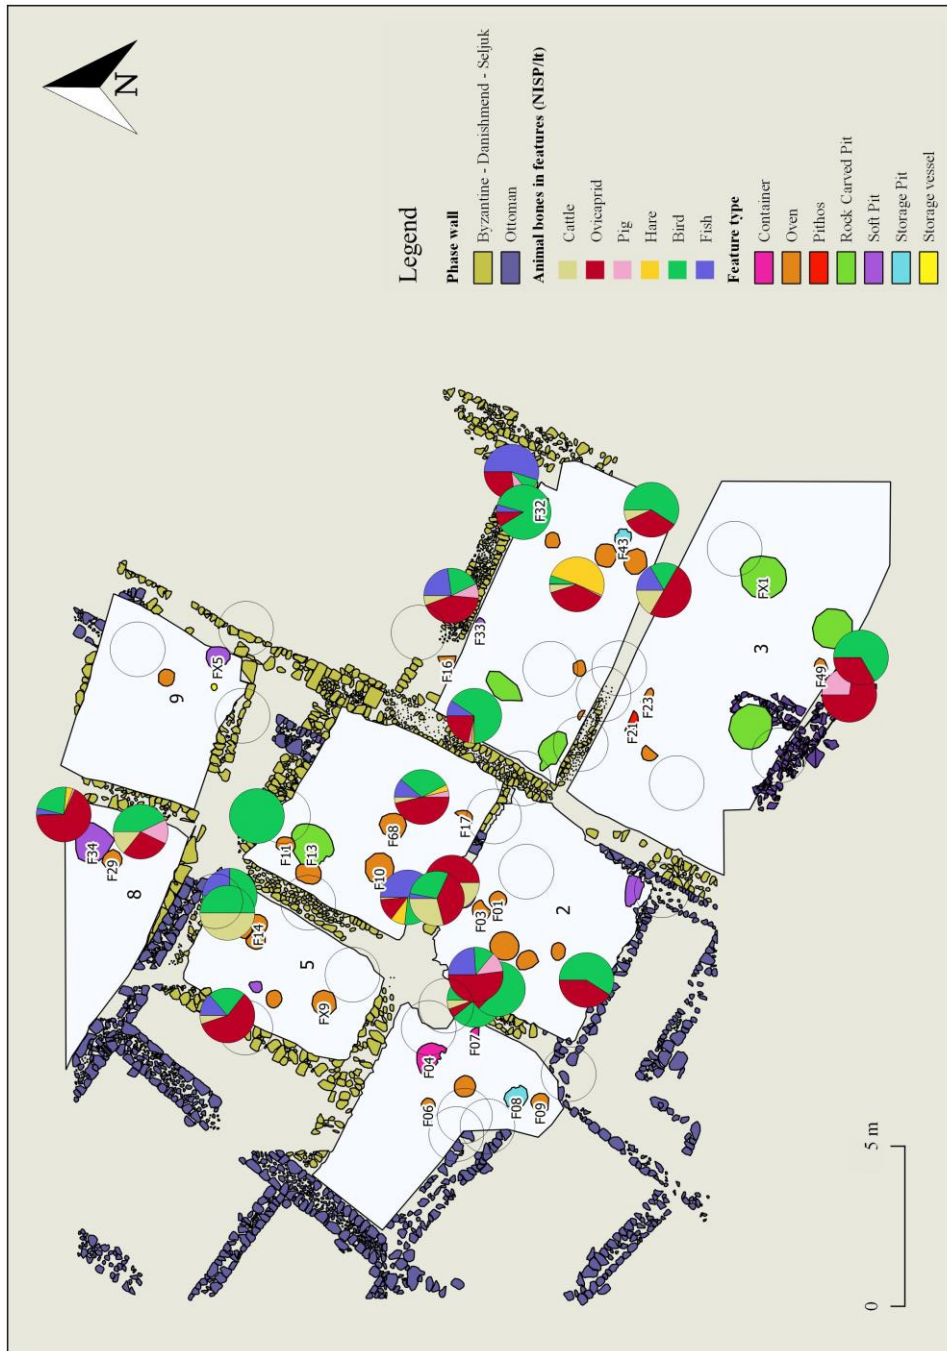 N
Legend
Phase wall
Byzantine - Danishmend - Seljuk
Ottoman
Animal bones in features (NISP/lt)
Cattle
Ovicaprid
Pig
Hare
Bird
Fish
Feature type
Container
Oven
Pithos
Rock Carved Pit
Soft Pit
Storage Pit
Storage vessel
F34
F29
8
9
FX5
F14
5
FX9
F11
F13
F68
F10
F17
F03
F01
2
F04
F07
F06
F08
F09
F16
F33
F32
F43
F23
F21
3
FX1
F49
0
5 m